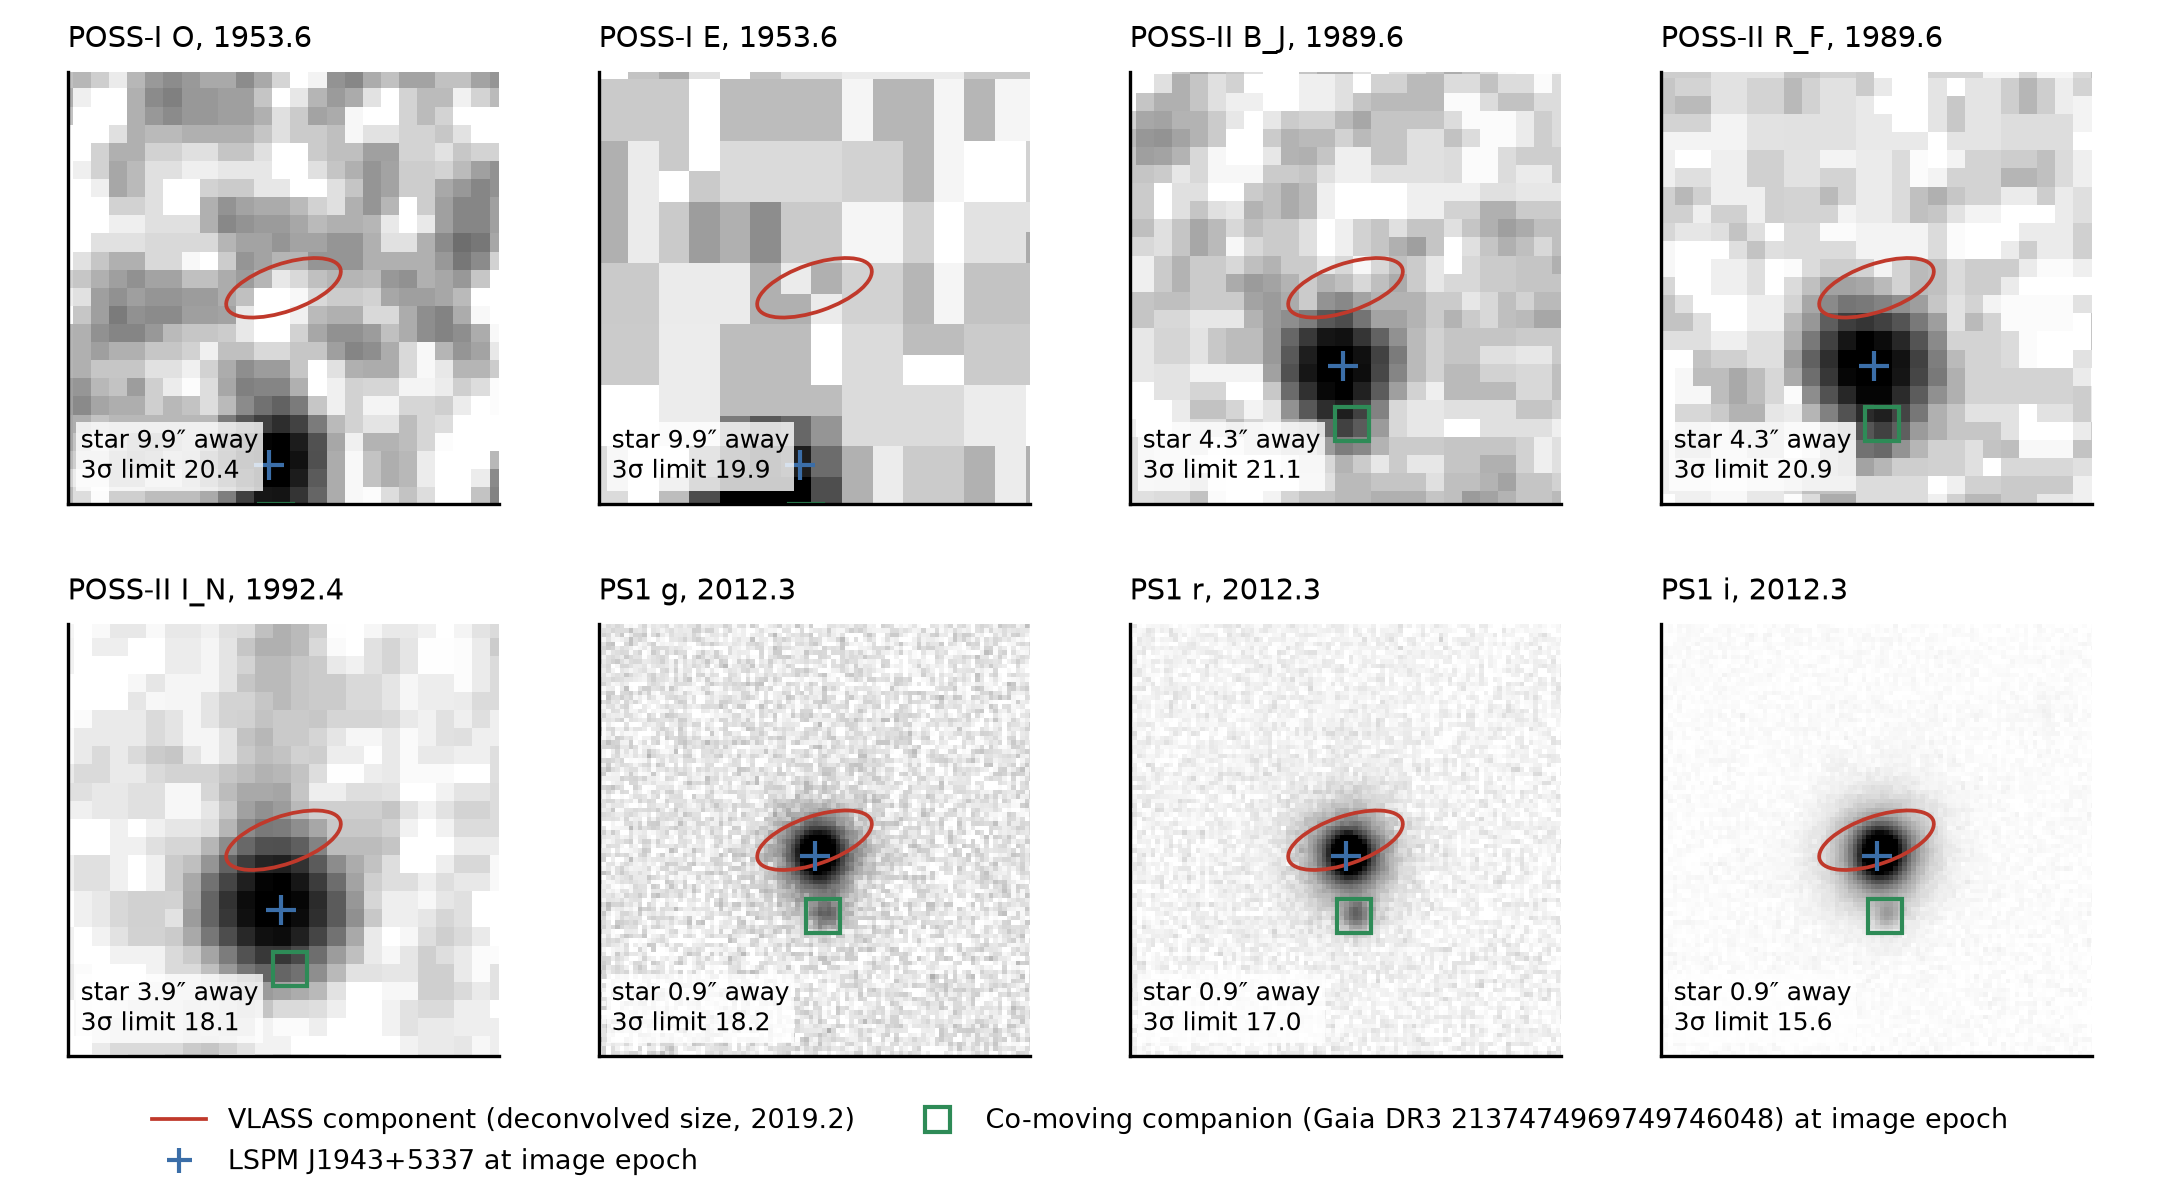 POSS-I O, 1953.6
POSS-I E, 1953.6
POSS-II B_J, 1989.6
POSS-II R_F, 1989.6
star 9.9″ away
3σ limit 20.4
star 9.9″ away
3σ limit 19.9
star 4.3″ away
3σ limit 21.1
star 4.3″ away
3σ limit 20.9
POSS-II I_N, 1992.4
PS1 g, 2012.3
PS1 r, 2012.3
PS1 i, 2012.3
star 3.9″ away
3σ limit 18.1
star 0.9″ away
3σ limit 18.2
star 0.9″ away
3σ limit 17.0
star 0.9″ away
3σ limit 15.6
VLASS component (deconvolved size, 2019.2)
LSPM J1943+5337 at image epoch
Co-moving companion (Gaia DR3 2137474969749746048) at image epoch